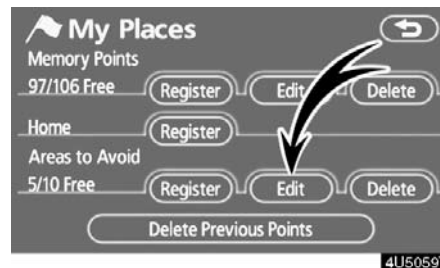 My Places
Memory Points
97/106 Free Register Edit Delete
Home Register
Areas to Avoid
5/10 Free Register Edit Delete
Delete Previous Points
4U5059